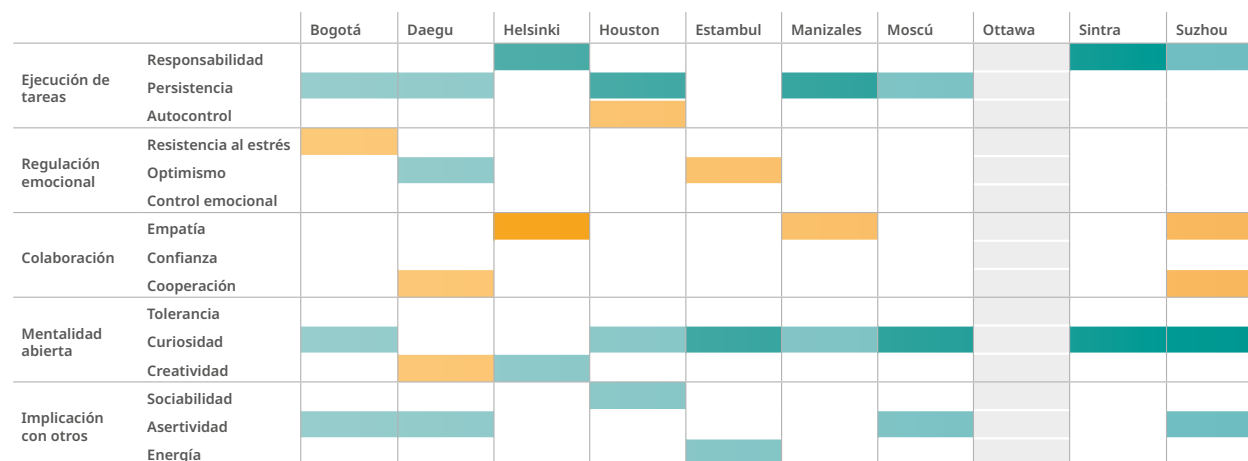 Bogotá Daegu Helsinki Houston Estambul Manizales Moscú Ottawa Sintra Suzhou
Ejecución de
tareas
Responsabilidad
Persistencia
Autocontrol
Regulación
emocional
Resistencia al estrés
Optimismo
Control emocional
Colaboración
Empatía
Confianza
Cooperación
Mentalidad
abierta
Tolerancia
Curiosidad
Creatividad
Implicación
con otros
Sociabilidad
Asertividad
Energía